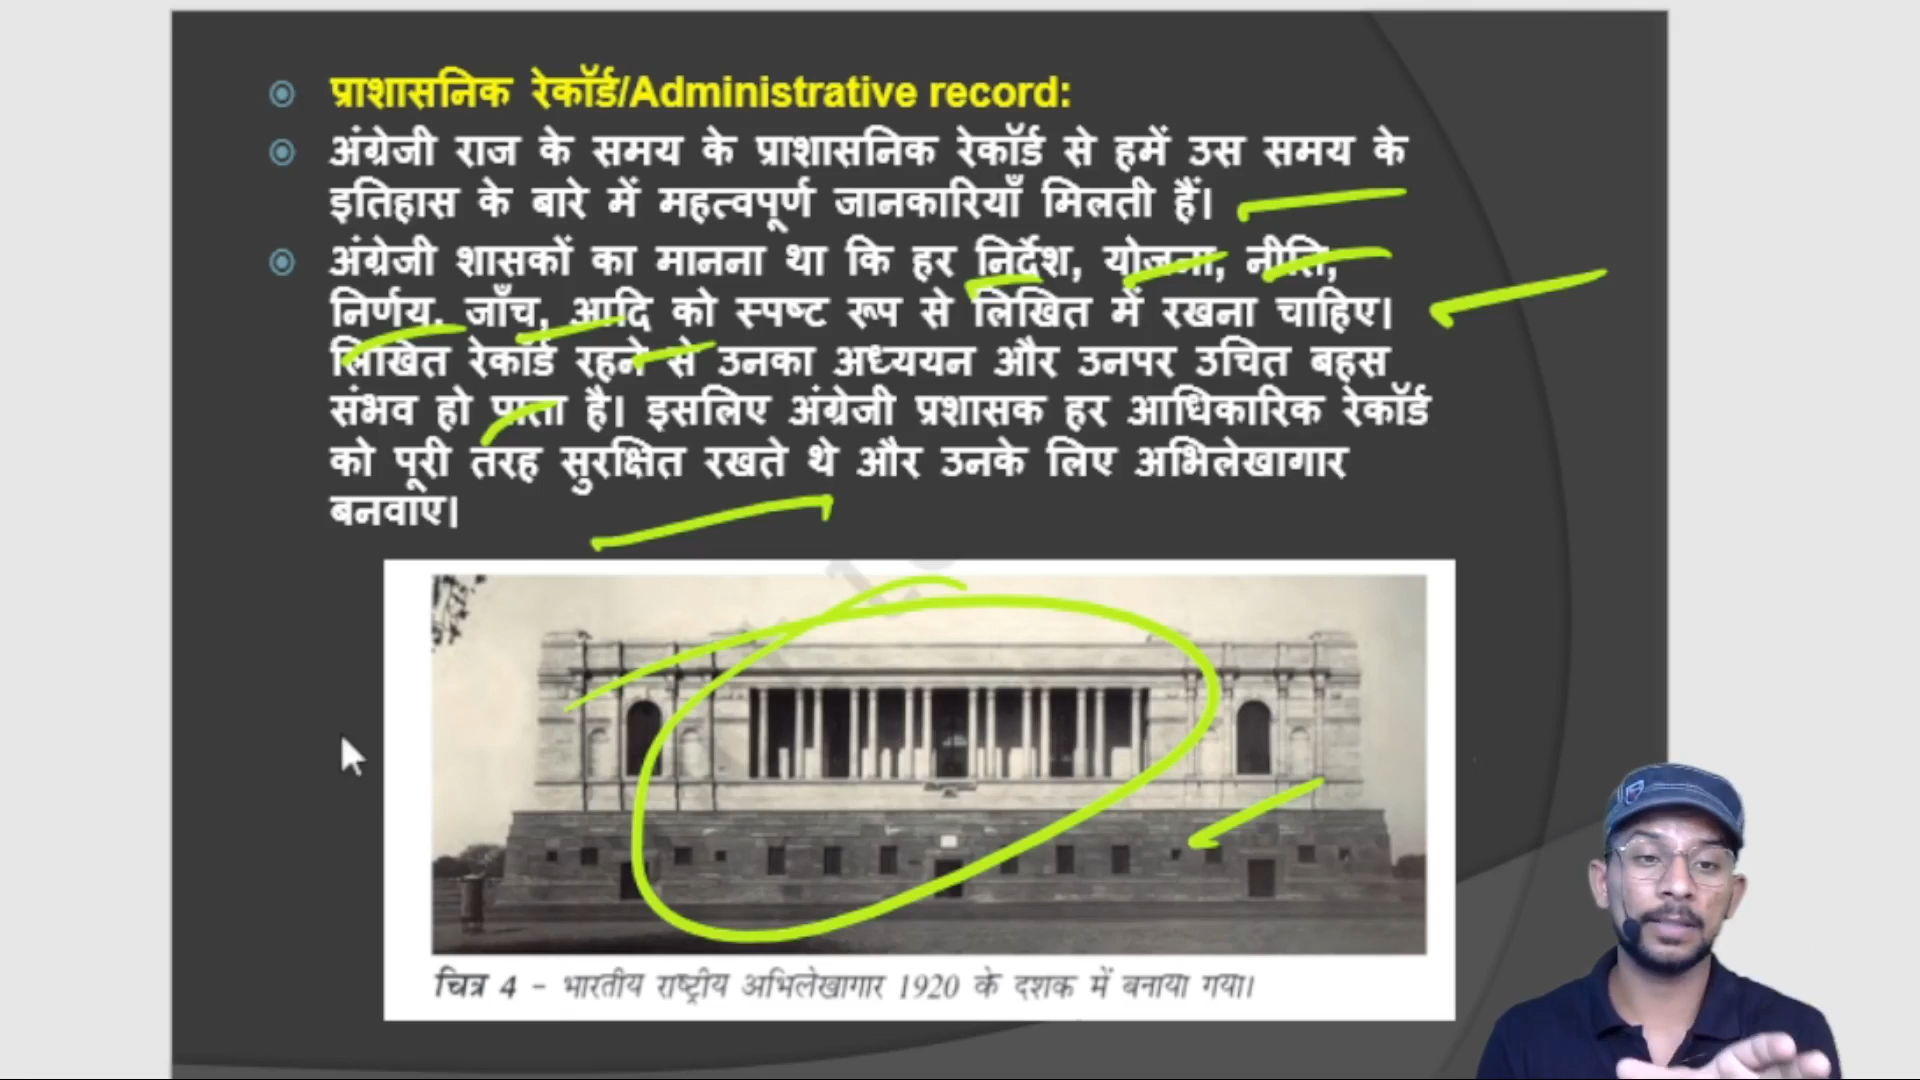 प्राशासनिक रेकॉर्ड/Administrative record:
अंग्रेजी राज के समय के प्राशासनिक रेकॉर्ड से हमें उस समय के
इतिहास के बारे में महत्वपूर्ण जानकारियाँ मिलती हैं।
अंग्रेजी शासकों का मानना था कि हर निर्देश, योजना, नीति,
निर्णय, जाँच, आदि को स्पष्ट रूप से लिखित में रखना चाहिए।
लिखित रेकॉर्ड रहने से उनका अध्ययन और उनपर उचित बहस
संभव हो पाता है। इसलिए अंग्रेजी प्रशासक हर आधिकारिक रेकॉर्ड
को पूरी तरह सुरक्षित रखते थे और उनके लिए अभिलेखागार
बनवाए।
चित्र 4 - भारतीय राष्ट्रीय अभिलेखागार 1920 के दशक में बनाया गया।